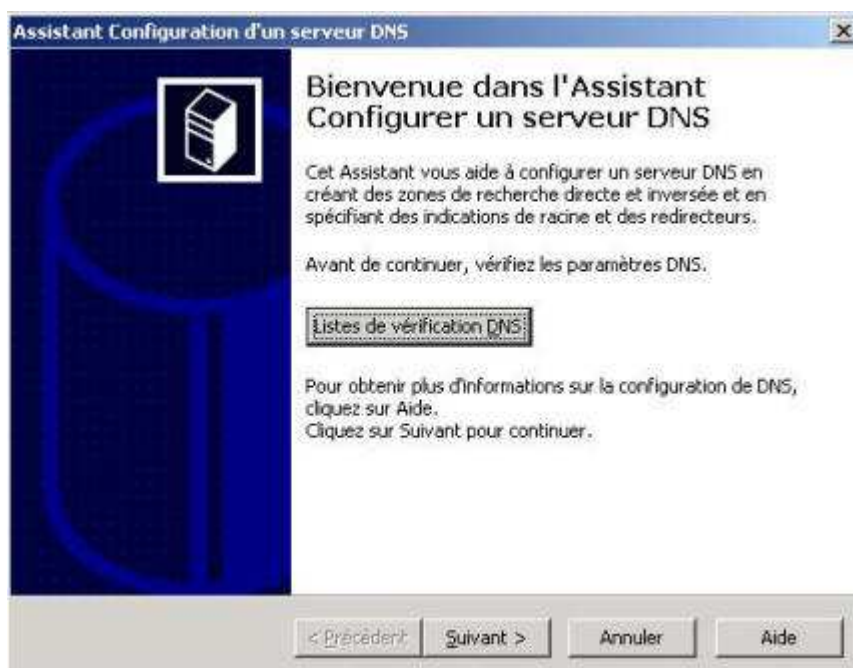 Assistant Configuration d'un serveur DNS
Bienvenue dans l'Assistant
Configurer un serveur DNS
Cet Assistant vous aide à configurer un serveur DNS en
créant des zones de recherche directe et inversée et en
spécifiant des indications de racine et des redirecteurs.
Avant de continuer, vérifiez les paramètres DNS.
Listes de vérification DNS
Pour obtenir plus d'informations sur la configuration de DNS,
cliquez sur Aide.
Cliquez sur Suivant pour continuer.
< Précédent Suivant > Annuler Aide